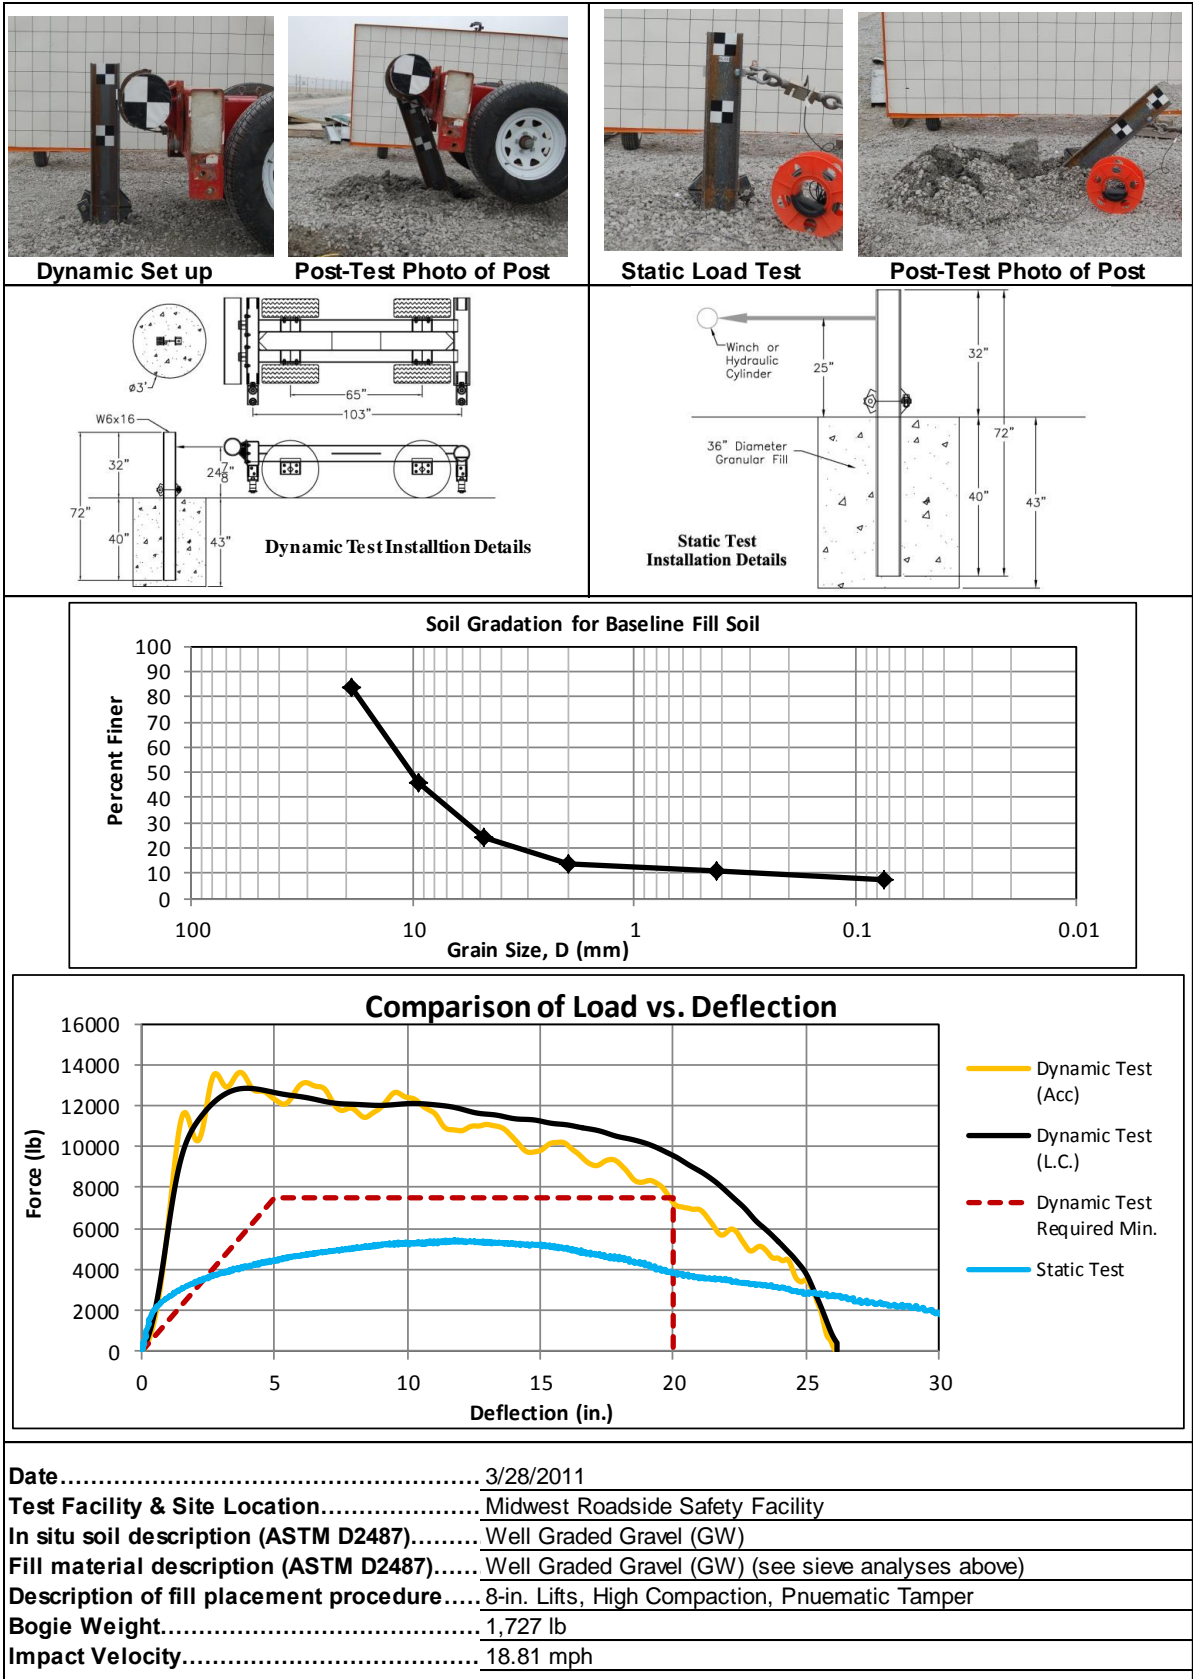 Dynamic Set up
Post-Test Photo of Post
Static Load Test
Post-Test Photo of Post
ø3'
65"
103"
W6x16
32"
24 7/8"
72"
40"
43"
Dynamic Test Installtion Details
Winch or
Hydraulic
Cylinder
25"
32"
36" Diameter
Granular Fill
72"
40"
43"
Static Test
Installation Details
Soil Gradation for Baseline Fill Soil
Percent Finer
100
90
80
70
60
50
40
30
20
10
0
100
10
1
0.1
0.01
Grain Size, D (mm)
Comparison of Load vs. Deflection
Force (lb)
16000
14000
12000
10000
8000
6000
4000
2000
0
0
5
10
15
20
25
30
Deflection (in.)
Dynamic Test
(Acc)
Dynamic Test
(L.C.)
Dynamic Test
Required Min.
Static Test
Date.................................................... 3/28/2011
Test Facility & Site Location.................. Midwest Roadside Safety Facility
In situ soil description (ASTM D2487)......... Well Graded Gravel (GW)
Fill material description (ASTM D2487)...... Well Graded Gravel (GW) (see sieve analyses above)
Description of fill placement procedure..... 8-in. Lifts, High Compaction, Pnuematic Tamper
Bogie Weight....................................... 1,727 lb
Impact Velocity.................................... 18.81 mph